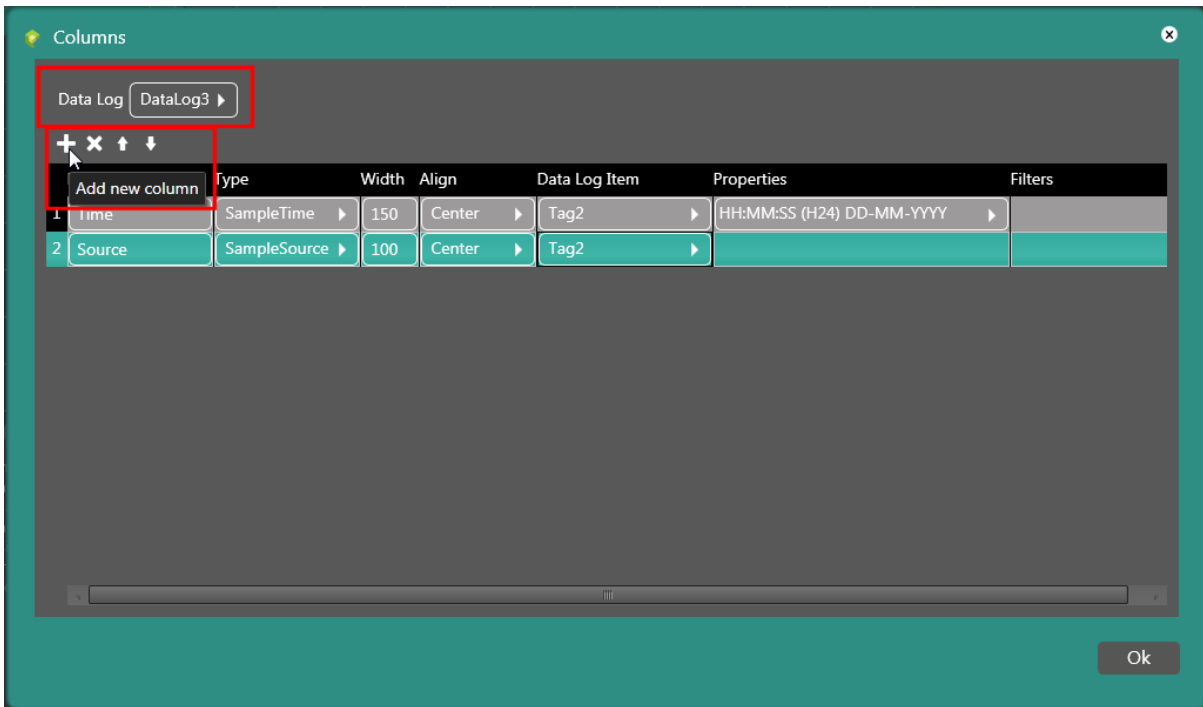 Columns
Data Log DataLog3
Add new column
Type Width Align Data Log Item Properties Filters
1 Time SampleTime 150 Center Tag2 HH:MM:SS (H24) DD-MM-YYYY
2 Source SampleSource 100 Center Tag2
Ok